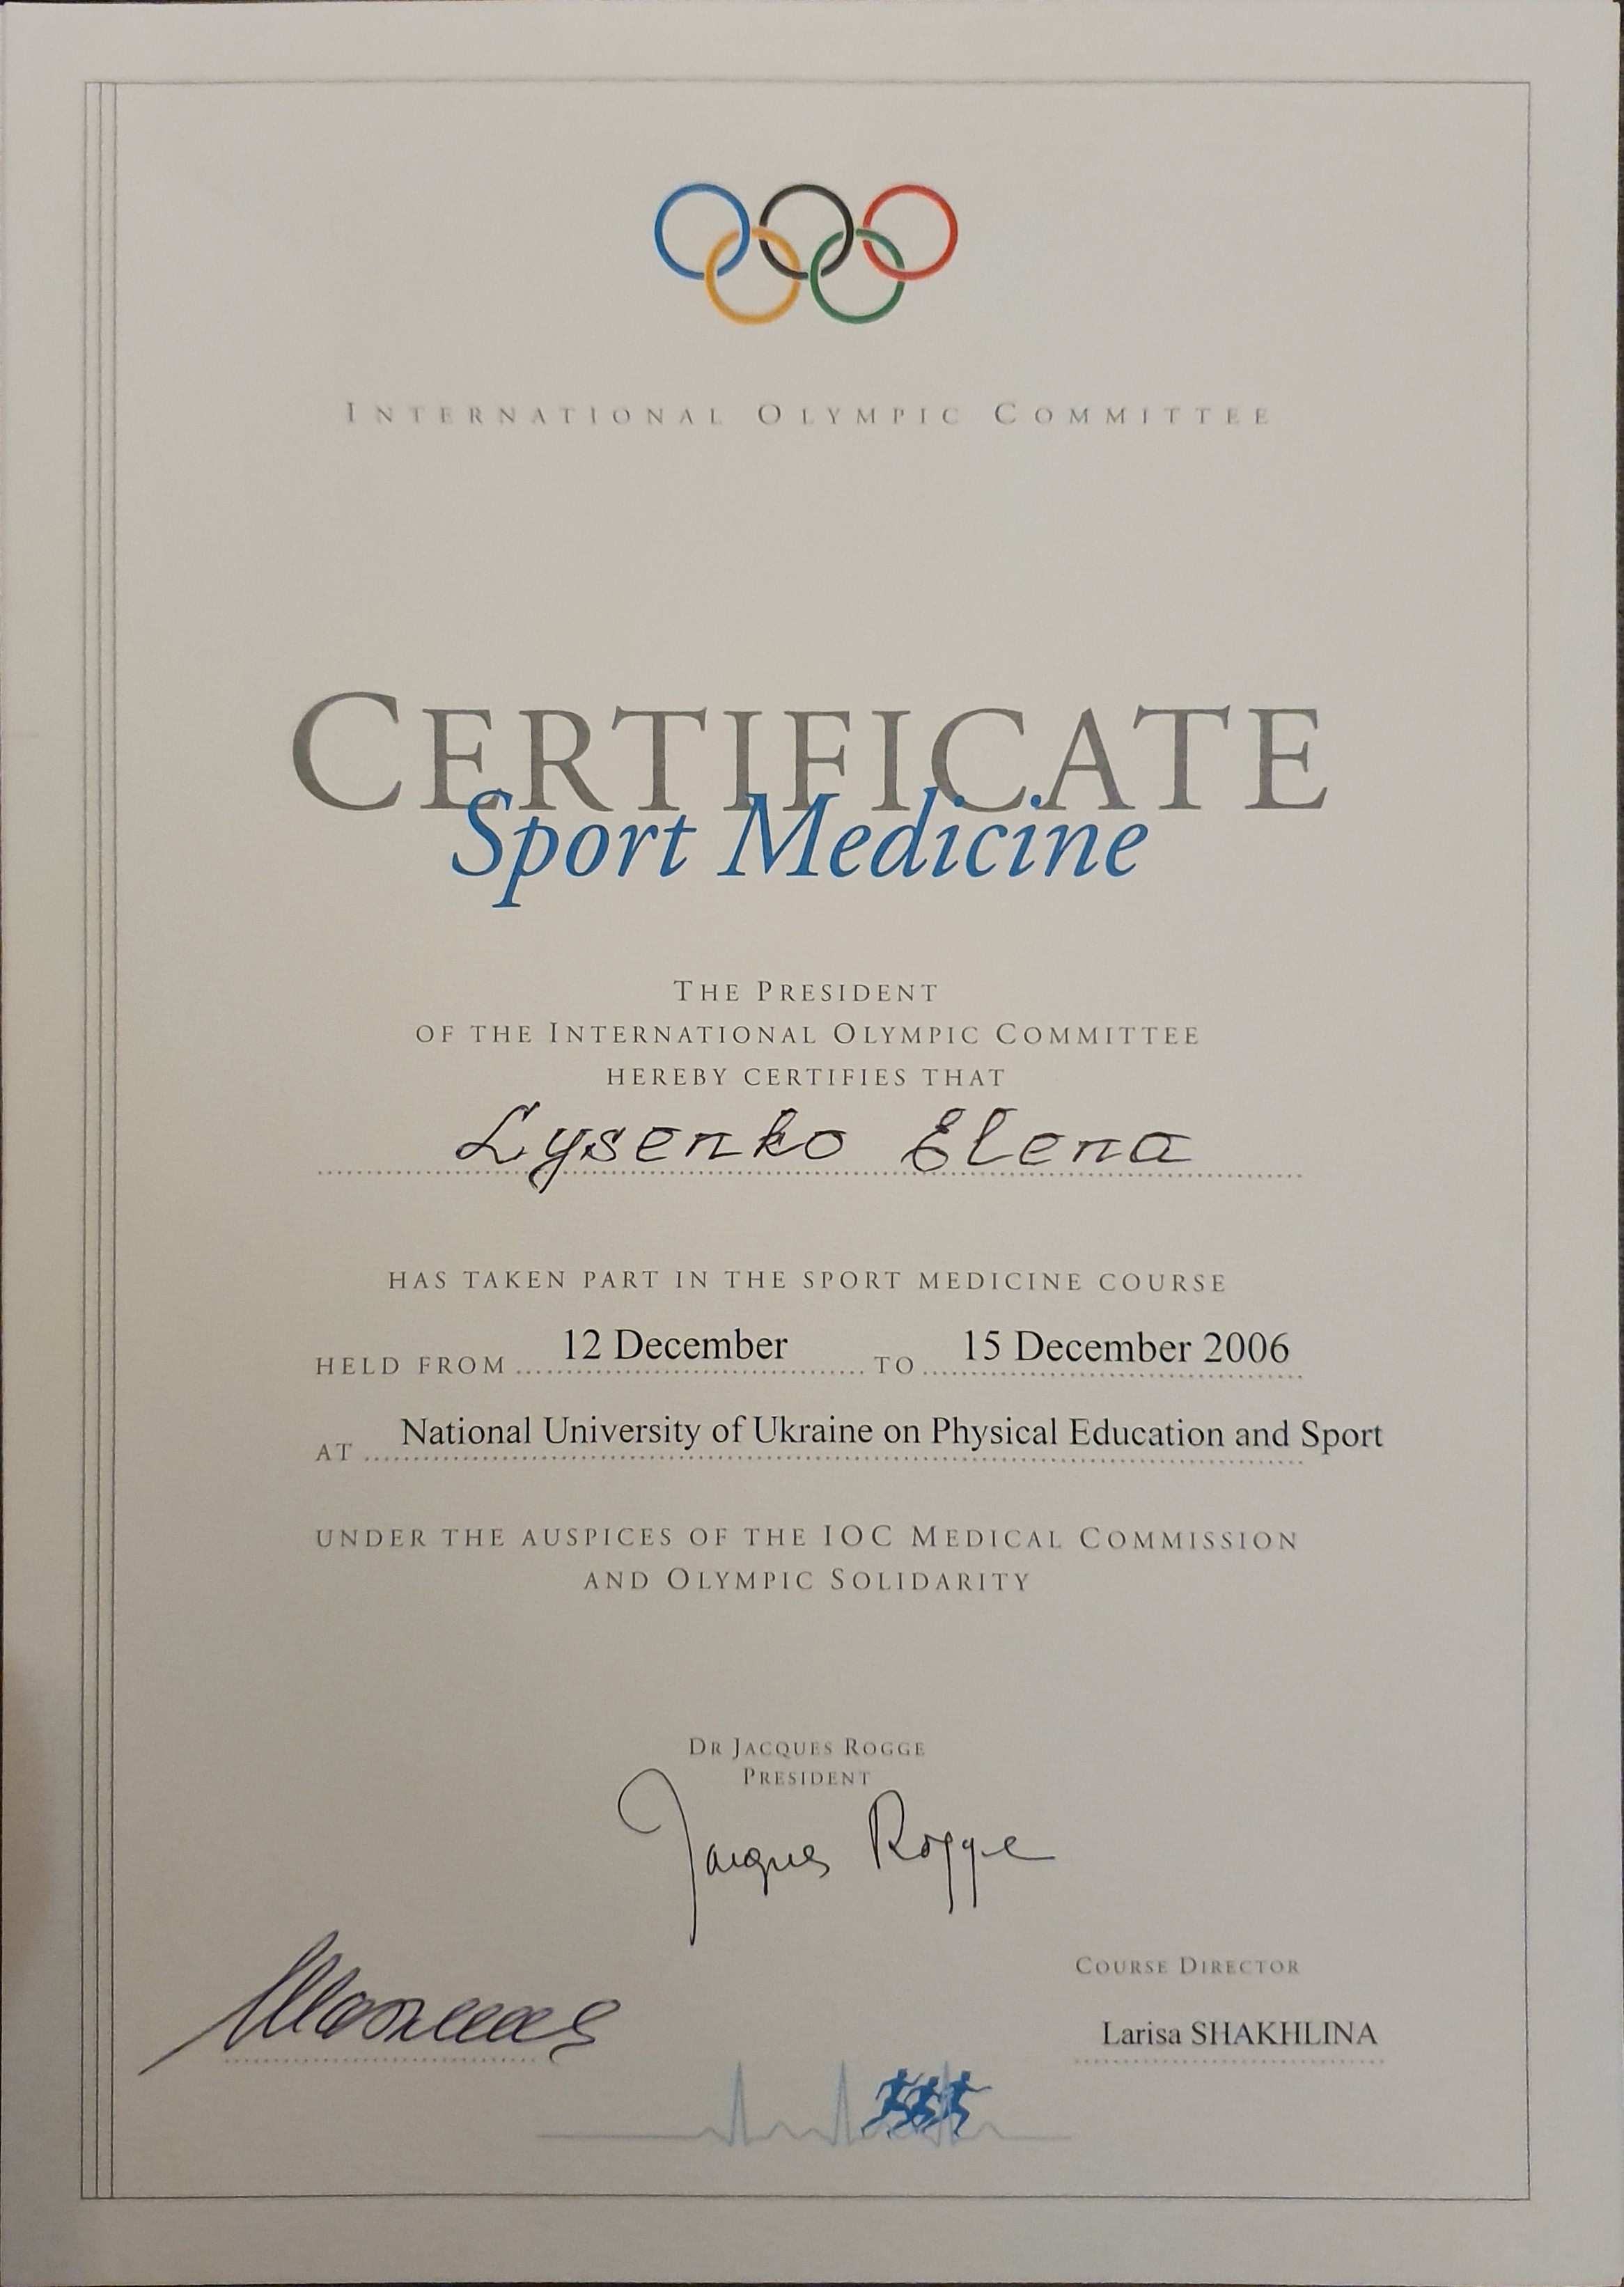 INTERNATIONAL OLYMPIC COMMITTEE
CERTIFICATE
Sport Medicine
THE PRESIDENT
OF THE INTERNATIONAL OLYMPIC COMMITTEE
HEREBY CERTIFIES THAT
Lysenko Elena
HAS TAKEN PART IN THE SPORT MEDICINE COURSE
HELD FROM 12 December TO 15 December 2006
AT National University of Ukraine on Physical Education and Sport
UNDER THE AUSPICES OF THE IOC MEDICAL COMMISSION
AND OLYMPIC SOLIDARITY
DR JACQUES ROGGE
PRESIDENT
Jacques Rogge
COURSE DIRECTOR
Larisa SHAKHLINA